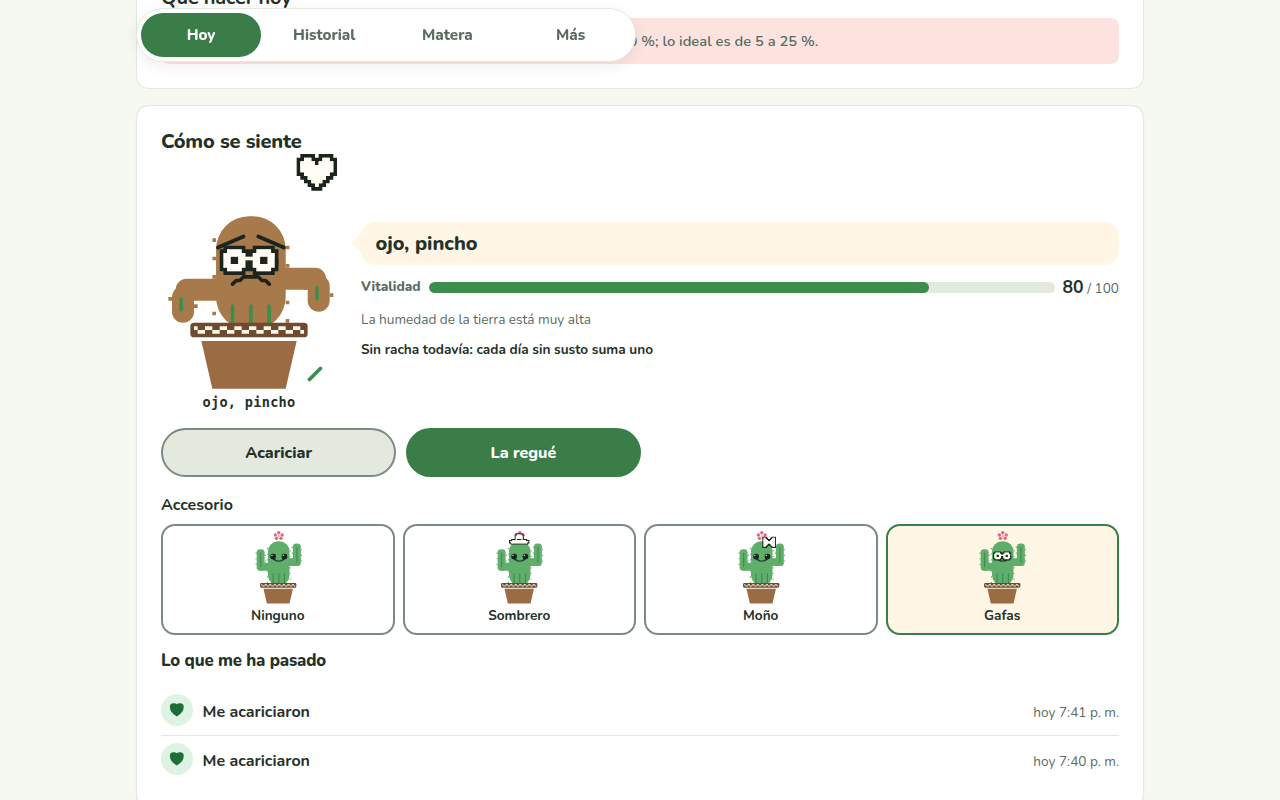 Qué hacer hoy
Hoy
Historial
Matera
Más
%; lo ideal es de 5 a 25 %.
Cómo se siente
ojo, pincho
Vitalidad
80 / 100
La humedad de la tierra está muy alta
Sin racha todavía: cada día sin susto suma uno
ojo, pincho
Acariciar
La regué
Accesorio
Ninguno
Sombrero
Moño
Gafas
Lo que me ha pasado
Me acariciaron
hoy 7:41 p. m.
Me acariciaron
hoy 7:40 p. m.